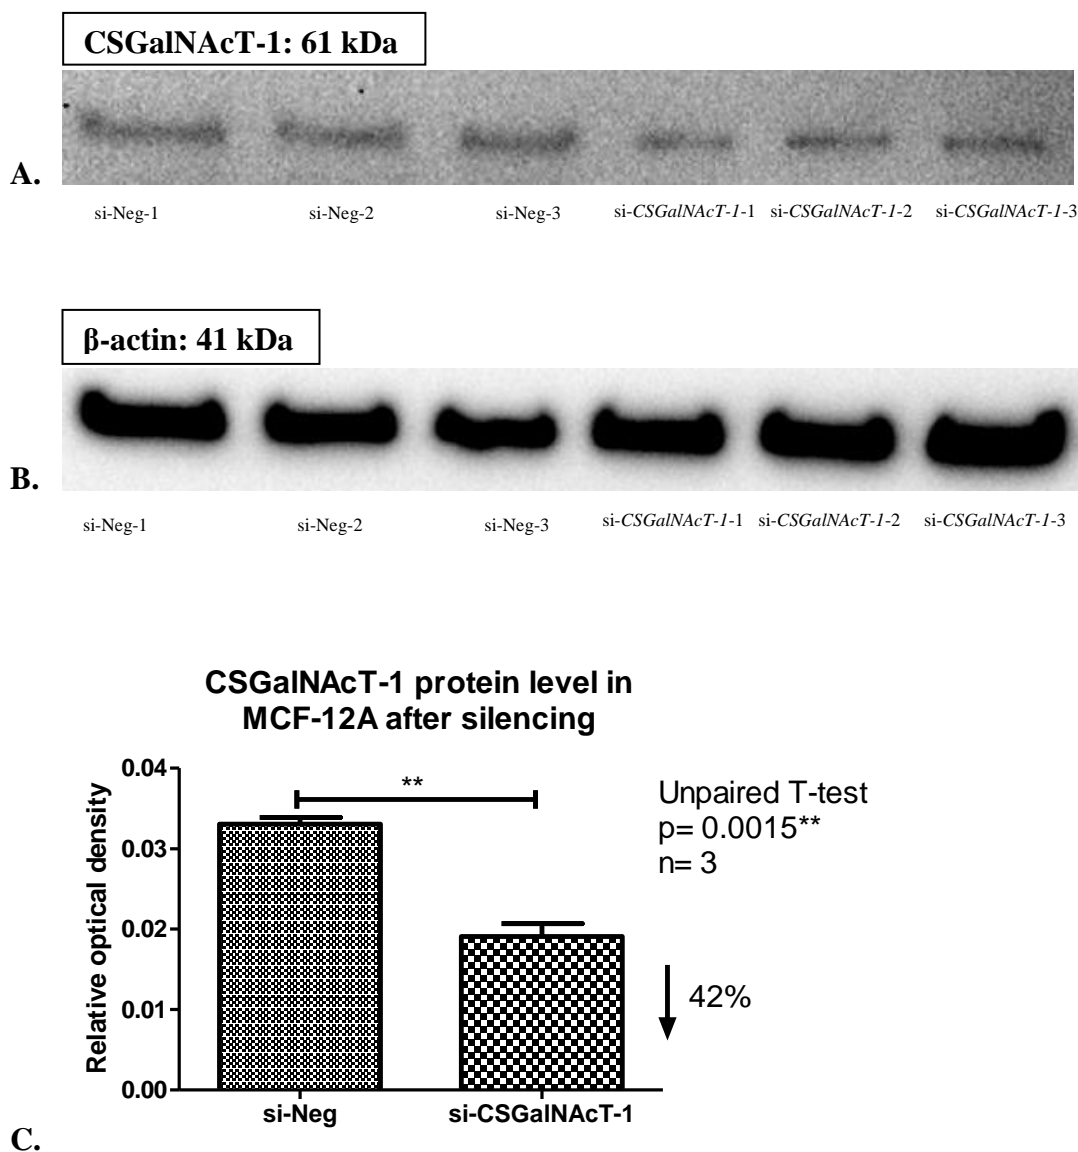 CSGalNAcT-1: 61 kDa
A.
si-Neg-1 si-Neg-2 si-Neg-3 si-CSGalNAcT-1-1 si-CSGalNAcT-1-2 si-CSGalNAcT-1-3
β-actin: 41 kDa
B.
si-Neg-1 si-Neg-2 si-Neg-3 si-CSGalNAcT-1-1 si-CSGalNAcT-1-2 si-CSGalNAcT-1-3
CSGalNAcT-1 protein level in
MCF-12A after silencing
Relative optical density
0.04
0.03
0.02
0.01
0.00
**
si-Neg si-CSGalNAcT-1
Unpaired T-test
p= 0.0015**
n= 3
42%
C.